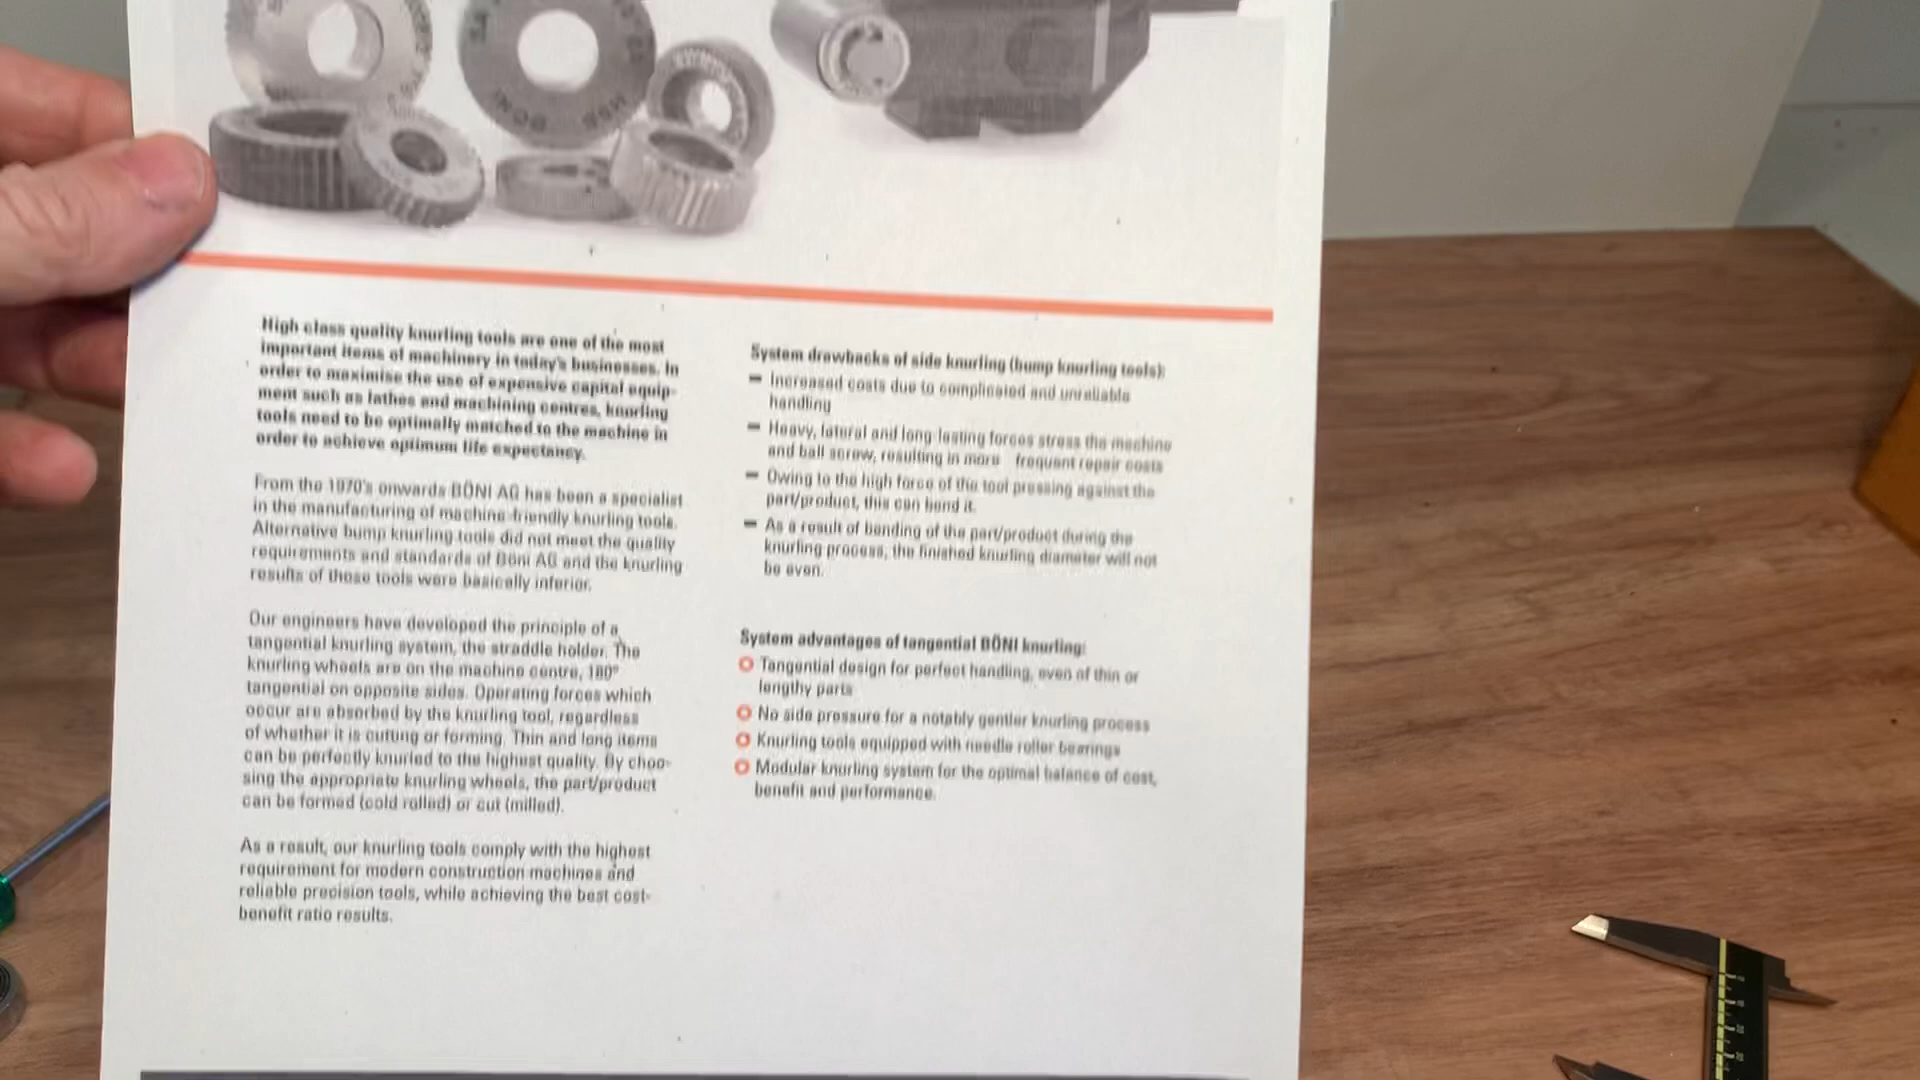 BÖNI
High class quality knurling tools are one of the most
important items of machinery in today's businesses. In
order to maximise the use of expensive capital equip-
ment such as lathes and machining centres, knurling
tools need to be optimally matched to the machine in
order to achieve optimum life expectancy.
From the 1970's onwards BÖNI AG has been a specialist
in the manufacturing of machine-friendly knurling tools.
Alternative bump knurling tools did not meet the quality
requirements and standards of Böni AG and the knurling
results of those tools were basically inferior.
Our engineers have developed the principle of a
tangential knurling system, the straddle holder. The
knurling wheels are on the machine centre, 180°
tangential on opposite sides. Operating forces which
occur are absorbed by the knurling tool, regardless
of whether it is cutting or forming. Thin and long items
can be perfectly knurled to the highest quality. By choo-
sing the appropriate knurling wheels, the part/product
can be formed (cold rolled) or cut (milled).
As a result, our knurling tools comply with the highest
requirement for modern construction machines and
reliable precision tools, while achieving the best cost-
benefit ratio results.
System drawbacks of side knurling (bump knurling tools):
– Increased costs due to complicated and unreliable
handling
– Heavy, lateral and long-lasting forces stress the machine
and ball screw, resulting in more frequent repair costs
– Owing to the high force of the tool pressing against the
part/product, this can bend it.
– As a result of bending of the part/product during the
knurling process, the finished knurling diameter will not
be even.
System advantages of tangential BÖNI knurling:
Tangential design for perfect handling, even of thin or
lengthy parts
No side pressure for a notably gentler knurling process
Knurling tools equipped with needle roller bearings
Modular knurling system for the optimal balance of cost,
benefit and performance.